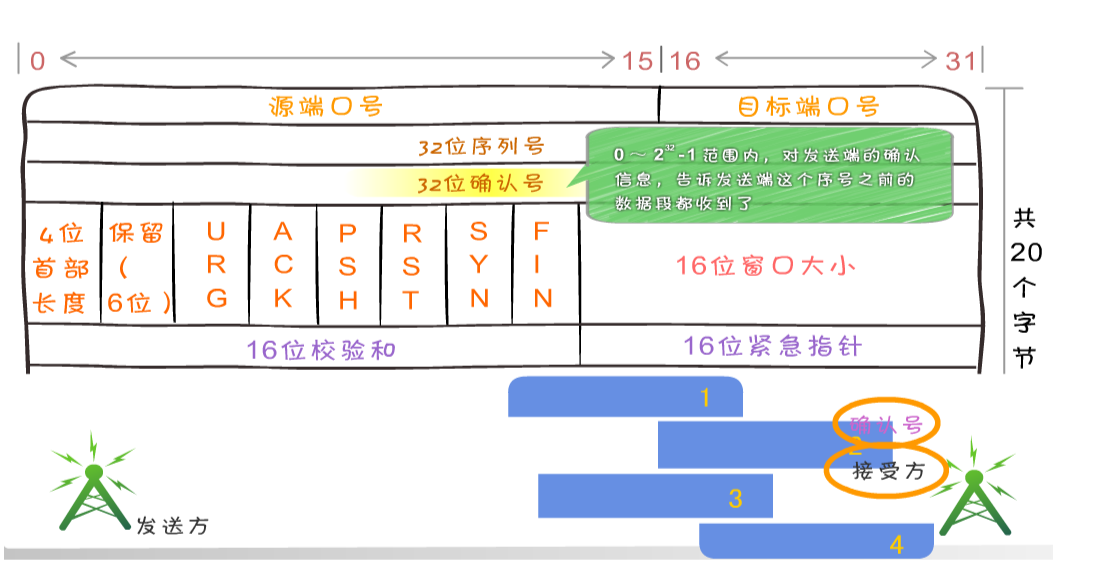 0 15 16 31
源端口号 目标端口号
32位序列号
32位确认号
0 ~ 2³²-1 范围内，对发送端的确认
信息，告诉发送端这个序号之前的
数据段都收到了
4位
首部
长度
保留
(
6位)
URG
ACK
PSH
RST
SYN
FIN
16位窗口大小
16位校验和
16位紧急指针
共
20
个
字
节
1
确认号
2
接受方
3
发送方
4